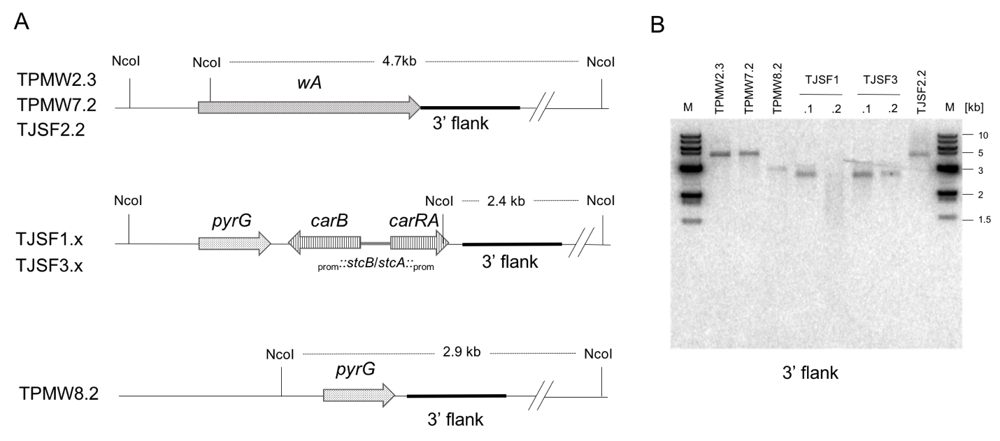 A
NcoI NcoI 4.7kb NcoI
TPMW2.3
wA
TPMW7.2
3’ flank
TJSF2.2
NcoI NcoI 2.4 kb NcoI
pyrG carB carRA
TJSF1.x
TJSF3.x
prom::stcB/stcA::prom
3’ flank
NcoI 2.9 kb NcoI
pyrG
TPMW8.2
3’ flank
B
M TPMW2.3 TPMW7.2 TPMW8.2 TJSF1 TJSF3 TJSF2.2 M [kb]
.1 .2 .1 .2
10
5
3
2
1.5
3’ flank